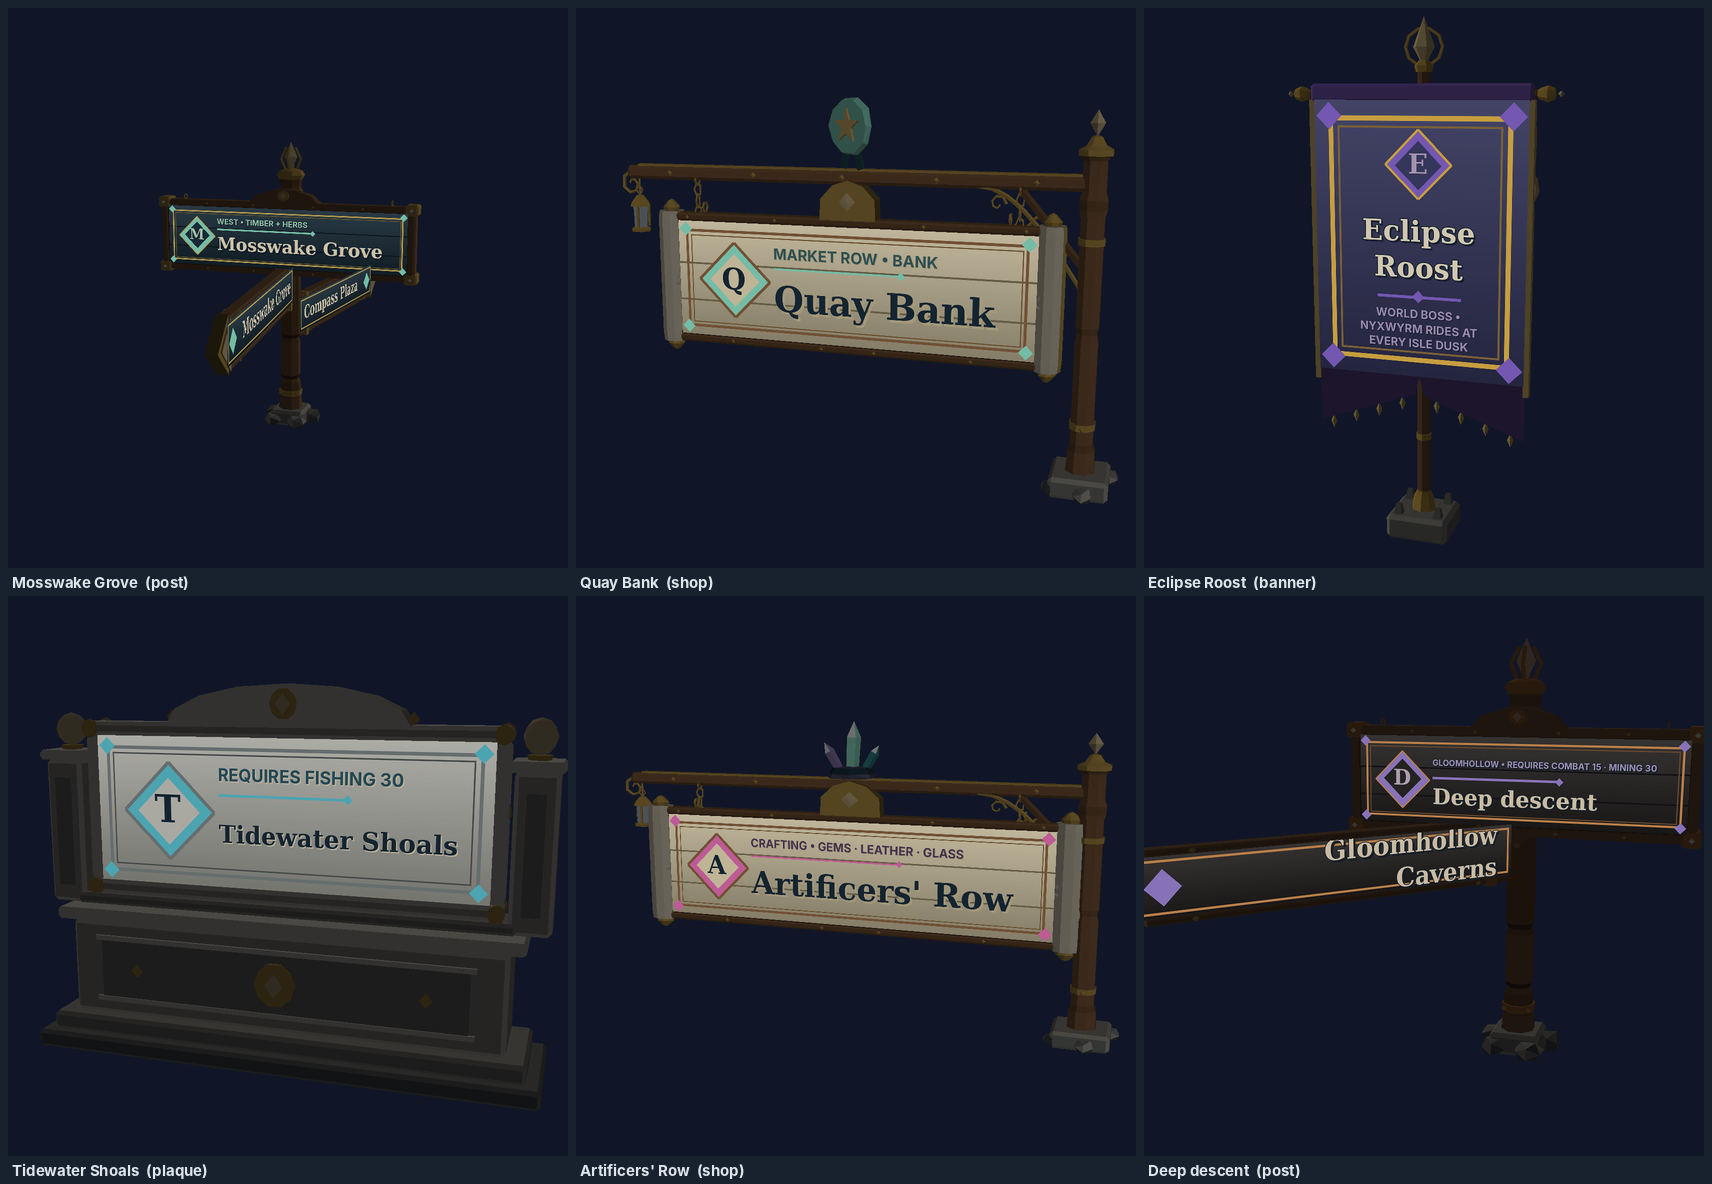 M
WEST • TIMBER + HERBS
Mosswake Grove
Mosswake Grove
Compass Plaza
Mosswake Grove (post)
Q
MARKET ROW • BANK
Quay Bank
Quay Bank (shop)
E
Eclipse
Roost
WORLD BOSS •
NYXWYRM RIDES AT
EVERY ISLE DUSK
Eclipse Roost (banner)
T
REQUIRES FISHING 30
Tidewater Shoals
Tidewater Shoals (plaque)
A
CRAFTING • GEMS · LEATHER · GLASS
Artificers' Row
Artificers' Row (shop)
D
GLOOMHOLLOW • REQUIRES COMBAT 15 · MINING 30
Deep descent
Gloomhollow
Caverns
Deep descent (post)